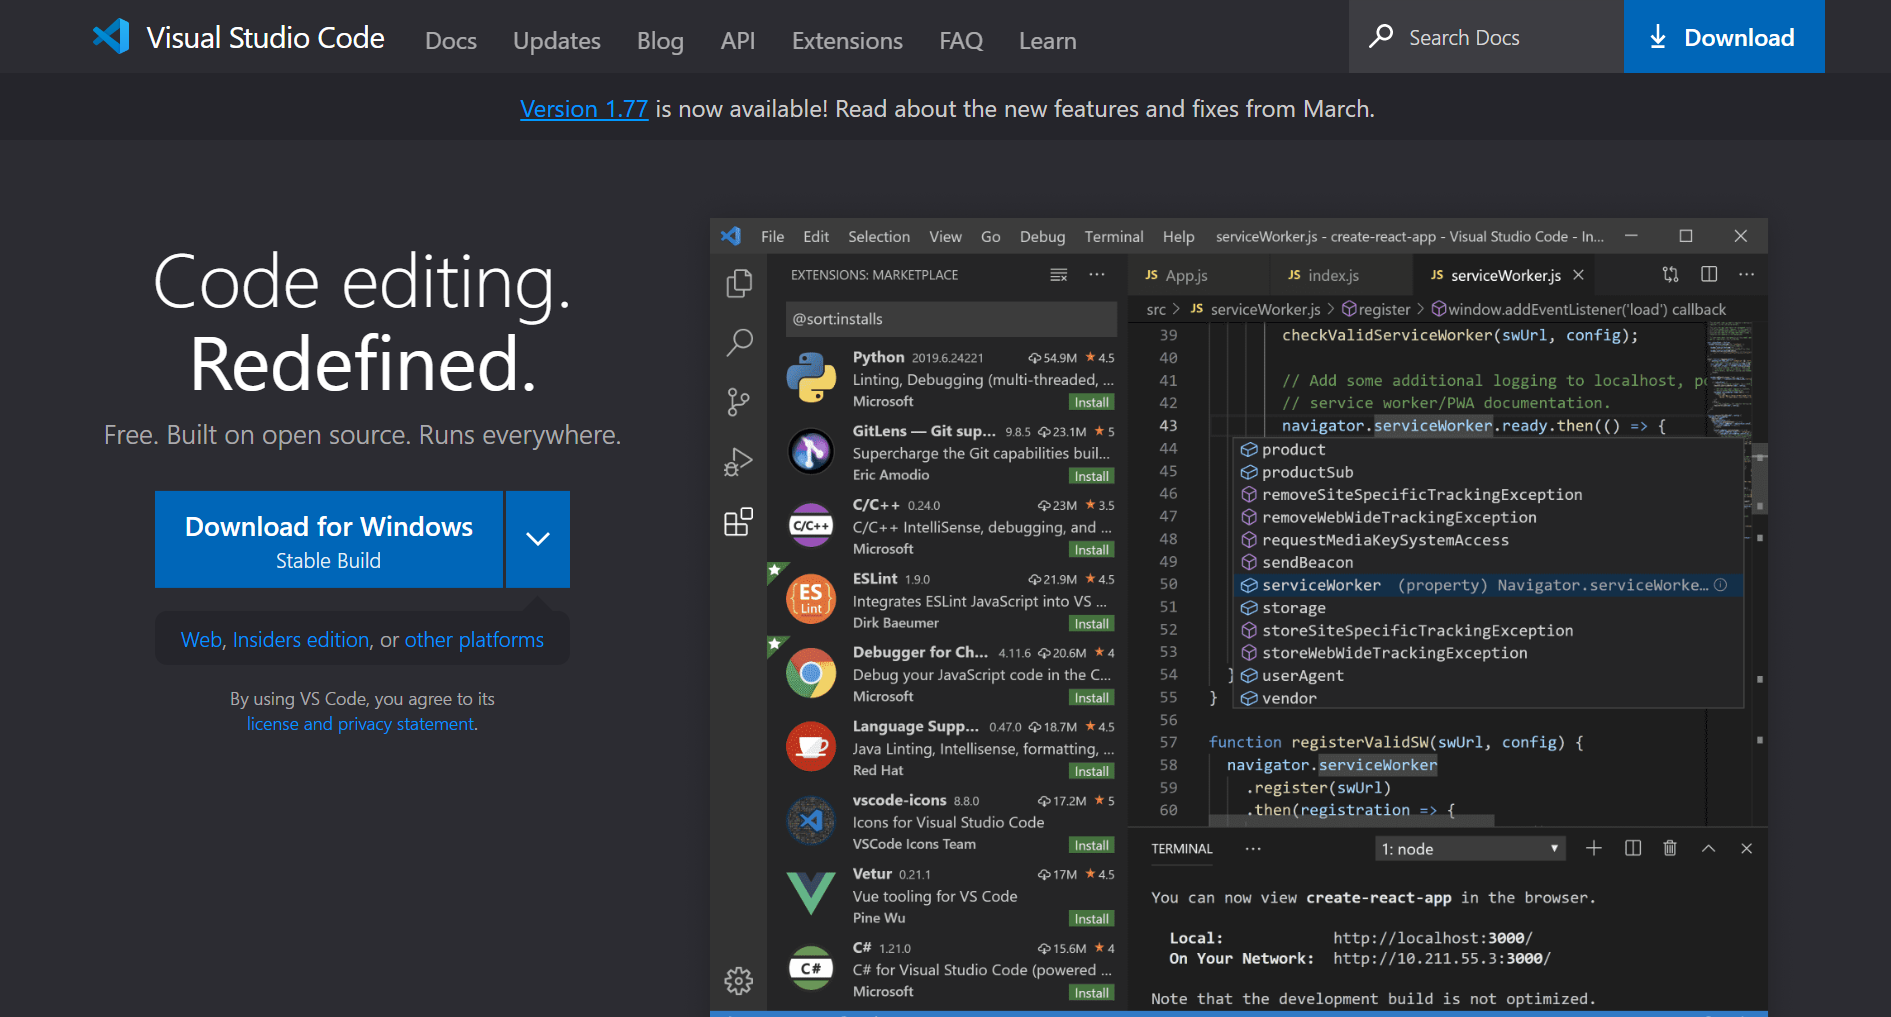 Visual Studio Code
Docs
Updates
Blog
API
Extensions
FAQ
Learn
Search Docs
Download
Version 1.77 is now available! Read about the new features and fixes from March.
Code editing.
Redefined.
Free. Built on open source. Runs everywhere.
Download for Windows
Stable Build
Web, Insiders edition, or other platforms
By using VS Code, you agree to its
license and privacy statement.
File Edit Selection View Go Debug Terminal Help serviceWorker.js - create-react-app - Visual Studio Code - In...
EXTENSIONS: MARKETPLACE
@sort:installs
Python 2019.6.24221 54.9M 4.5
Linting, Debugging (multi-threaded, ...
Microsoft Install
GitLens — Git sup... 9.8.5 23.1M 5
Supercharge the Git capabilities buil...
Eric Amodio Install
C/C++
C/C++ 0.24.0 23M 3.5
C/C++ IntelliSense, debugging, and ...
Microsoft Install
ES
Lint
ESLint 1.9.0 21.9M 4.5
Integrates ESLint JavaScript into VS ...
Dirk Baeumer Install
Debugger for Ch... 4.11.6 20.6M 4
Debug your JavaScript code in the C...
Microsoft Install
Language Supp... 0.47.0 18.7M 4.5
Java Linting, Intellisense, formatting, ...
Red Hat Install
vscode-icons 8.8.0 17.2M 5
Icons for Visual Studio Code
VSCode Icons Team Install
Vetur 0.21.1 17M 4.5
Vue tooling for VS Code
Pine Wu Install
C#
C# 1.21.0 15.6M 4
C# for Visual Studio Code (powered ...
Microsoft Install
JS App.js JS index.js JS serviceWorker.js
src > JS serviceWorker.js > register > window.addEventListener('load') callback
39 checkValidServiceWorker(swUrl, config);
40
41 // Add some additional logging to localhost, po
42 // service worker/PWA documentation.
43 navigator.serviceWorker.ready.then(() => {
44 product
45 productSub
46 removeSiteSpecificTrackingException
47 removeWebWideTrackingException
48 requestMediaKeySystemAccess
49 sendBeacon
50 serviceWorker (property) Navigator.serviceWorke...
51 storage
52 storeSiteSpecificTrackingException
53 storeWebWideTrackingException
54 } userAgent
55 } vendor
56
57 function registerValidSW(swUrl, config) {
58 navigator.serviceWorker
59 .register(swUrl)
60 .then(registration => {
TERMINAL ... 1: node
You can now view create-react-app in the browser.
Local: http://localhost:3000/
On Your Network: http://10.211.55.3:3000/
Note that the development build is not optimized.